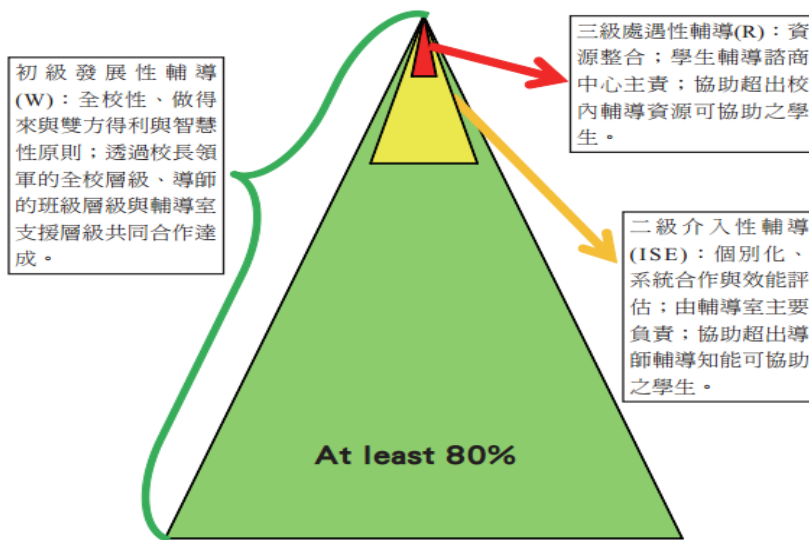 初級發展性輔導
(W)：全校性、做得
來與雙方得利與智慧
性原則；透過校長領
軍的全校層級、導師
的班級層級與輔導室
支援層級共同合作達
成。
三級處遇性輔導(R)：資
源整合；學生輔導諮商
中心主責；協助超出校
內輔導資源可協助之學
生。
二級介入性輔導
(ISE)：個別化、
系統合作與效能評
估；由輔導室主要
負責；協助超出導
師輔導知能可協助
之學生。
At least 80%